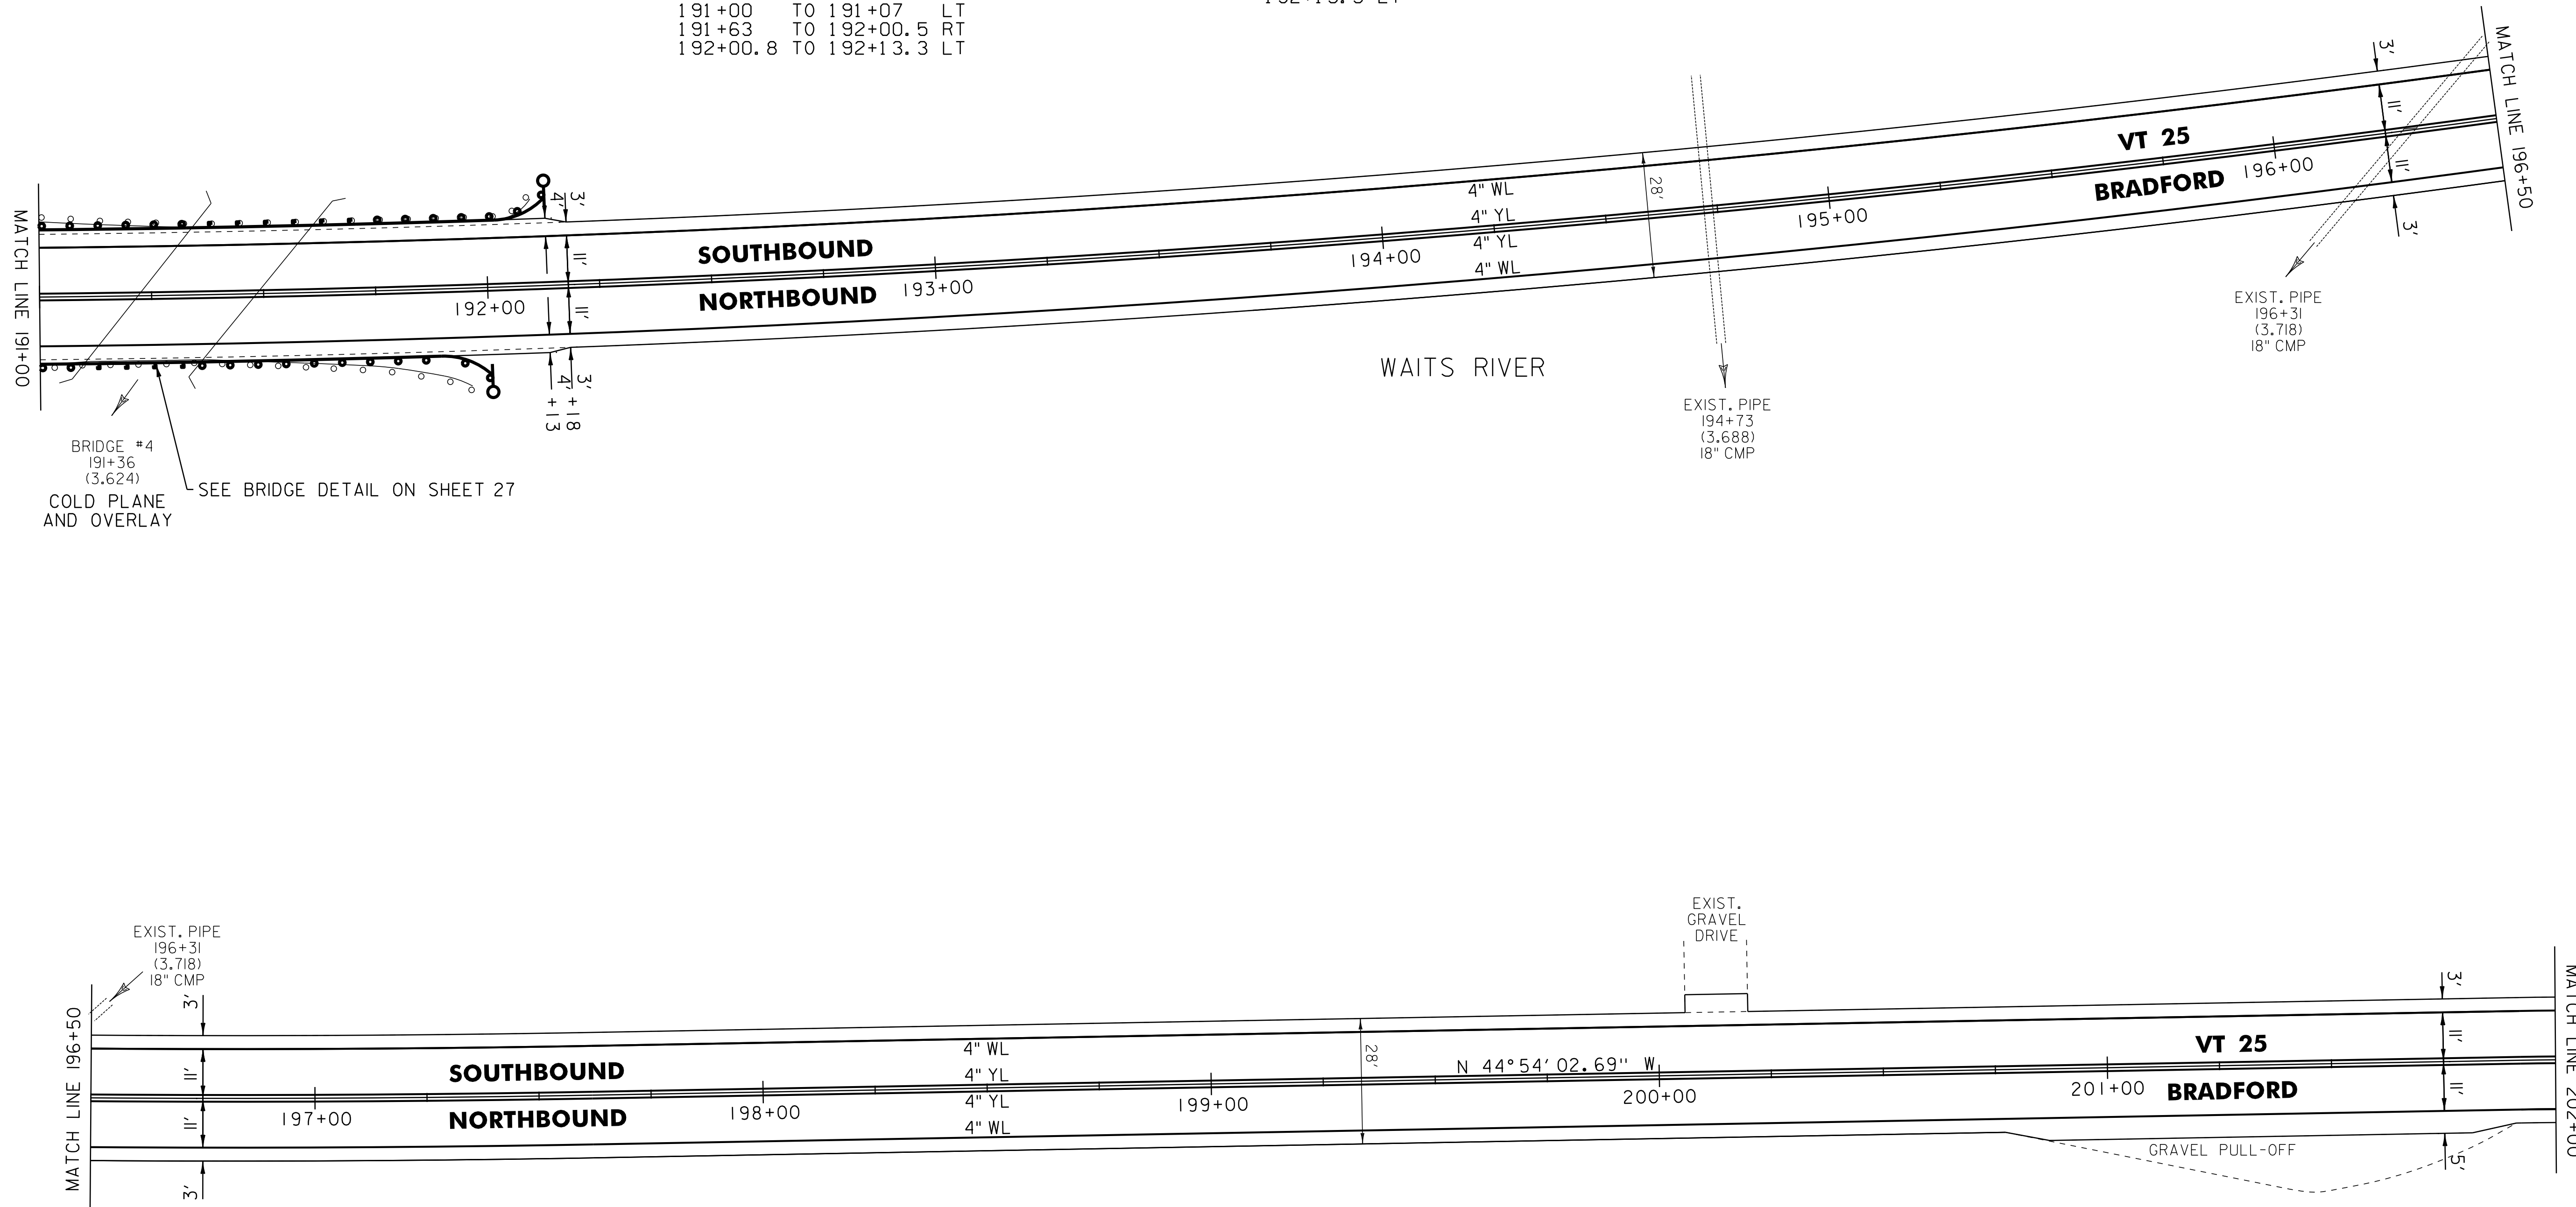 191+00 TO 191+07 LT
191+63 TO 192+00.5 RT
192+00.8 TO 192+13.3 LT
MATCH LINE 191+00
MATCH LINE 196+50
3'
11'
11'
3'
VT 25
BRADFORD
4'
3'
11'
11'
4'
3'
+13
+18
SOUTHBOUND
NORTHBOUND
4" WL
4" YL
4" YL
4" WL
28'
192+00
193+00
194+00
195+00
196+00
WAITS RIVER
EXIST. PIPE
196+31
(3.718)
18" CMP
EXIST. PIPE
194+73
(3.688)
18" CMP
BRIDGE #4
191+36
(3.624)
COLD PLANE
AND OVERLAY
SEE BRIDGE DETAIL ON SHEET 27
EXIST. PIPE
196+31
(3.718)
18" CMP
EXIST.
GRAVEL
DRIVE
MATCH LINE 196+50
MATCH LINE 202+00
3'
11'
11'
3'
SOUTHBOUND
NORTHBOUND
4" WL
4" YL
4" YL
4" WL
28'
N 44°54'02.69" W
VT 25
BRADFORD
3'
11'
11'
5'
197+00
198+00
199+00
200+00
201+00
GRAVEL PULL-OFF